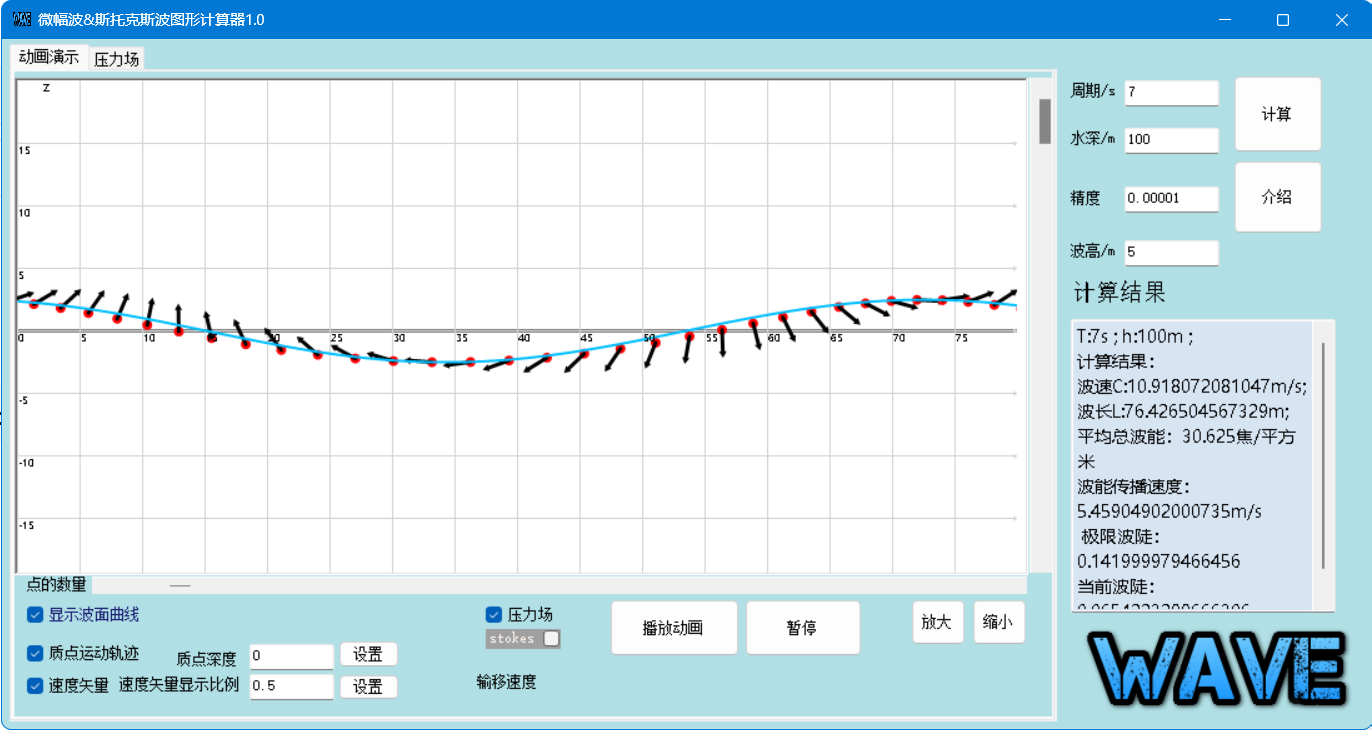 微幅波&斯托克斯波图形计算器1.0
动画演示 压力场
z
15
10
5
0 5 10 15 20 25 30 35 40 45 50 55 60 65 70 75
-5
-10
-15
点的数量
显示波面曲线
质点运动轨迹
质点深度 0 设置
速度矢量 速度矢量显示比例 0.5 设置
压力场
stokes
输移速度
播放动画 暂停 放大 缩小
周期/s 7
水深/m 100
计算
精度 0.00001
介绍
波高/m 5
计算结果
T:7s ; h:100m ;
计算结果:
波速C:10.918072081047m/s;
波长L:76.426504567329m;
平均总波能: 30.625焦/平方
米
波能传播速度:
5.45904902000735m/s
极限波陡:
0.141999979466456
当前波陡:
WAVE